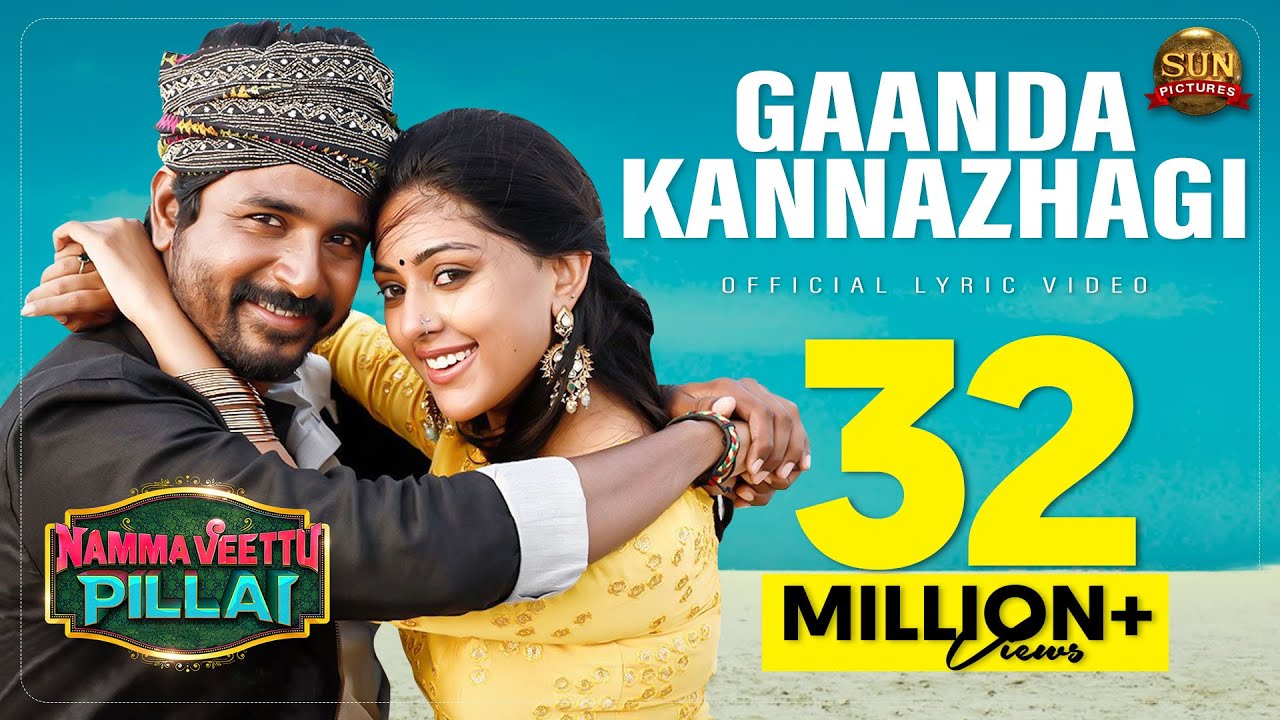 SUN
PICTURES
GAANDA
KANNAZHAGI
OFFICIAL LYRIC VIDEO
32
MILLION+
Views
NAMMA VEETTU
PILLAI